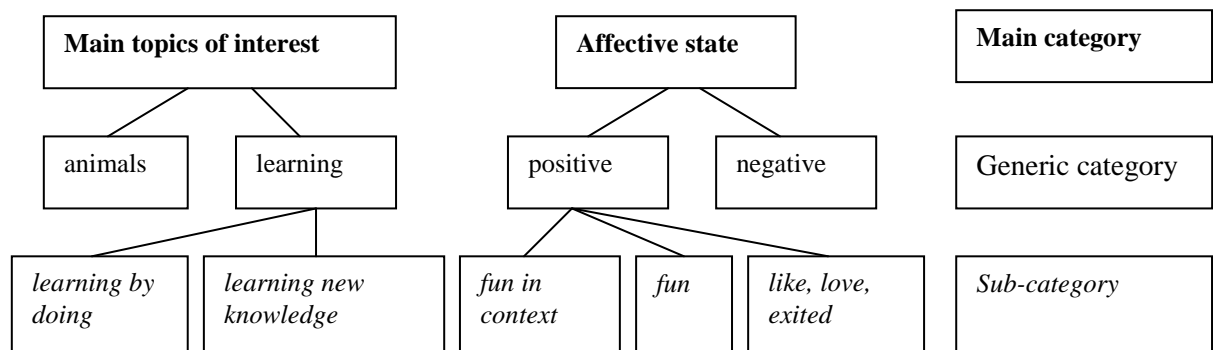 Main topics of interest
Affective state
Main category
animals
learning
positive
negative
Generic category
learning by
doing
learning new
knowledge
fun in
context
fun
like, love,
exited
Sub-category